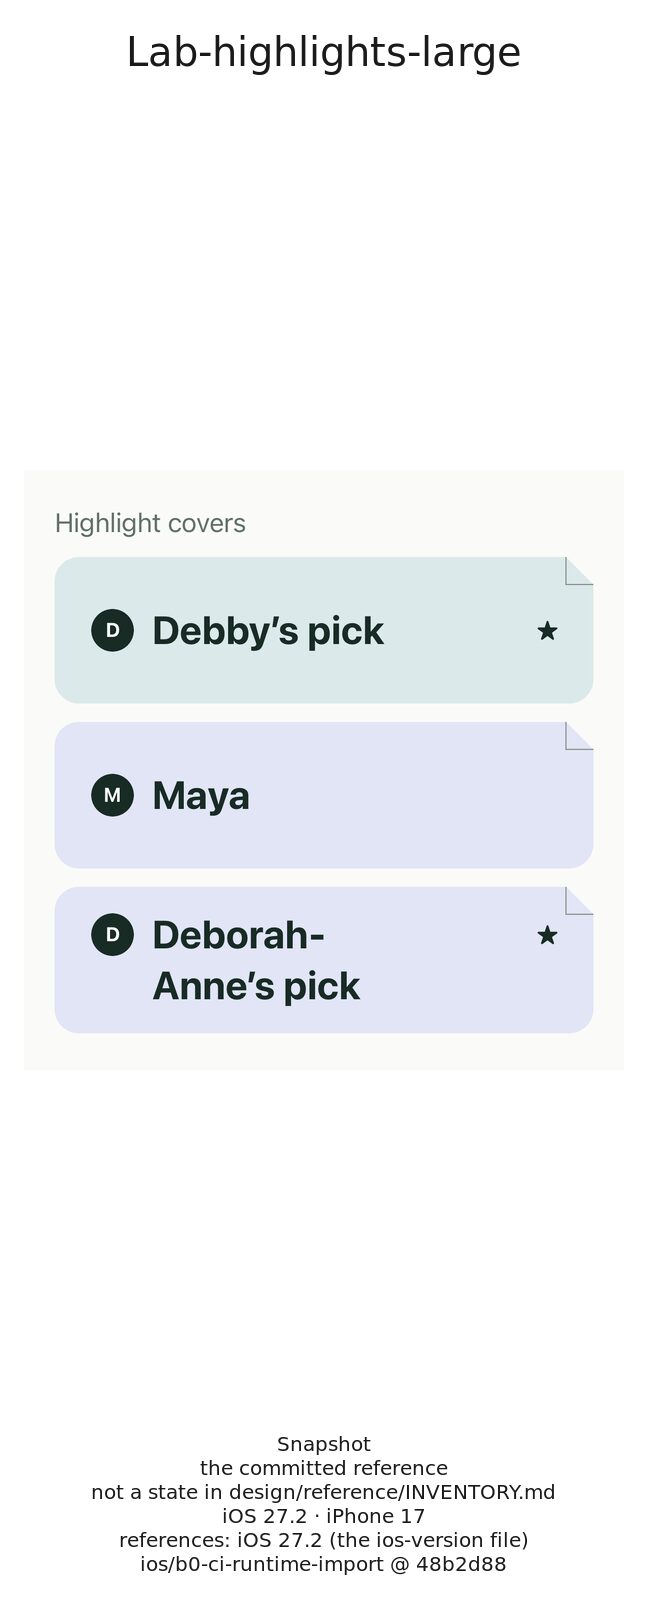 Lab-highlights-large
Highlight covers
D Debby’s pick ★
M Maya
D Deborah-
Anne’s pick ★
Snapshot
the committed reference
not a state in design/reference/INVENTORY.md
iOS 27.2 · iPhone 17
references: iOS 27.2 (the ios-version file)
ios/b0-ci-runtime-import @ 48b2d88